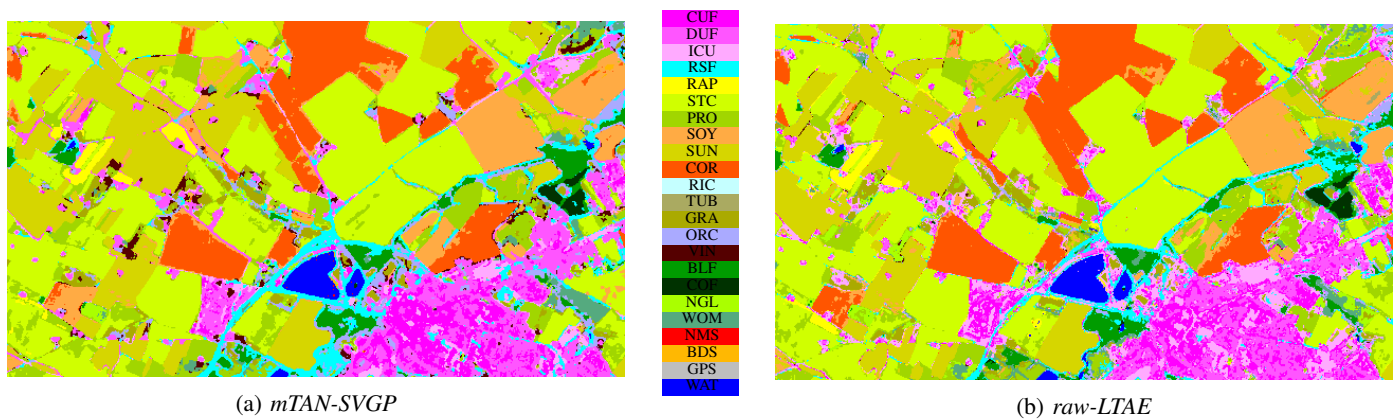 CUF
DUF
ICU
RSF
RAP
STC
PRO
SOY
SUN
COR
RIC
TUB
GRA
ORC
VIN
BLF
COF
NGL
WOM
NMS
BDS
GPS
WAT
(a) mTAN-SVGP
(b) raw-LTAE